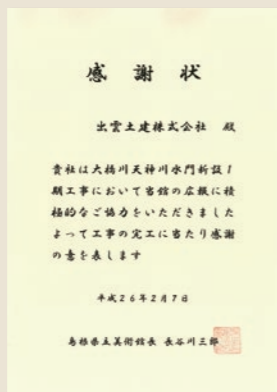 感謝状
出雲土建株式会社 殿
貴社は大橋川天神川水門新設1
期工事において当館の広報に積
極的なご協力をいただきました
よって工事の完工に当たり感謝
の意を表します
平成26年2月7日
島根県立美術館長 長谷川三郎